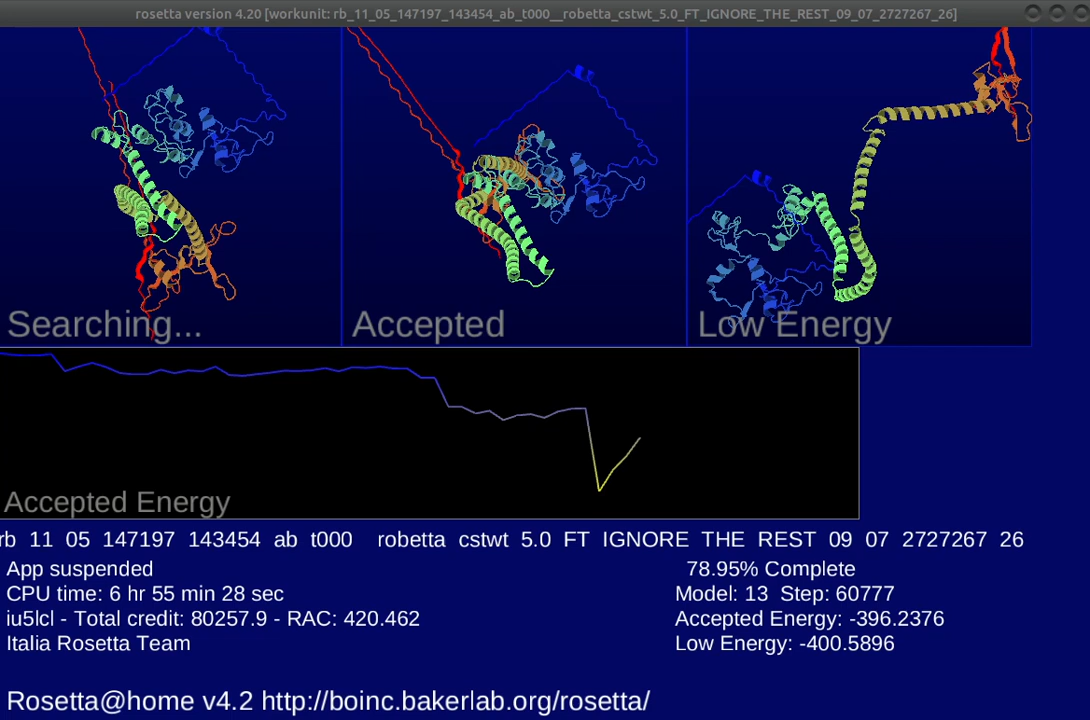 rosetta version 4.20 [workunit: rb_11_05_147197_143454_ab_t000__robetta_cstwt_5.0_FT_IGNORE_THE_REST_09_07_2727267_26]
Searching...
Accepted
Low Energy
Accepted Energy
rb 11 05 147197 143454 ab t000 robetta cstwt 5.0 FT IGNORE THE REST 09 07 2727267 26
App suspended
78.95% Complete
CPU time: 6 hr 55 min 28 sec
Model: 13 Step: 60777
iu5lcl - Total credit: 80257.9 - RAC: 420.462
Accepted Energy: -396.2376
Italia Rosetta Team
Low Energy: -400.5896
Rosetta@home v4.2 http://boinc.bakerlab.org/rosetta/